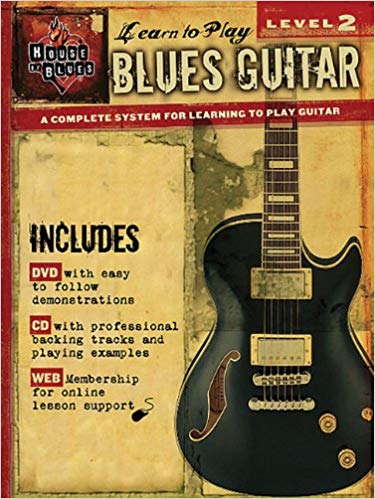 HOUSE
OF BLUES
Learn to Play
LEVEL 2
BLUES GUITAR
A COMPLETE SYSTEM FOR LEARNING TO PLAY GUITAR
INCLUDES
DVD with easy
to follow
demonstrations
CD with professional
backing tracks and
playing examples
WEB Membership
for online
lesson support